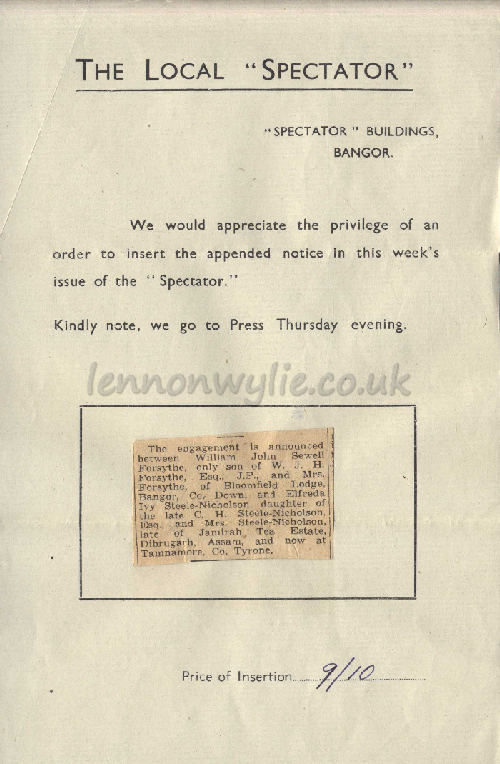 THE LOCAL "SPECTATOR"
"SPECTATOR" BUILDINGS,
BANGOR.
We would appreciate the privilege of an
order to insert the appended notice in this week's
issue of the "Spectator."
Kindly note, we go to Press Thursday evening.
lennonwylie.co.uk
The engagement is announced
between William John Sewell
Forsythe, only son of W. J. H.
Forsythe, Esq., J.P., and Mrs.
Forsythe, of Bloomfield Lodge,
Bangor, Co. Down, and Elfreda
Ivy Steele-Nicholson daughter of
the late C. H. Steele-Nicholson,
Esq., and Mrs. Steele-Nicholson,
late of Jamirah Tea Estate,
Dibrugarh, Assam, and now at
Tamnamore, Co. Tyrone.
Price of Insertion 9/10